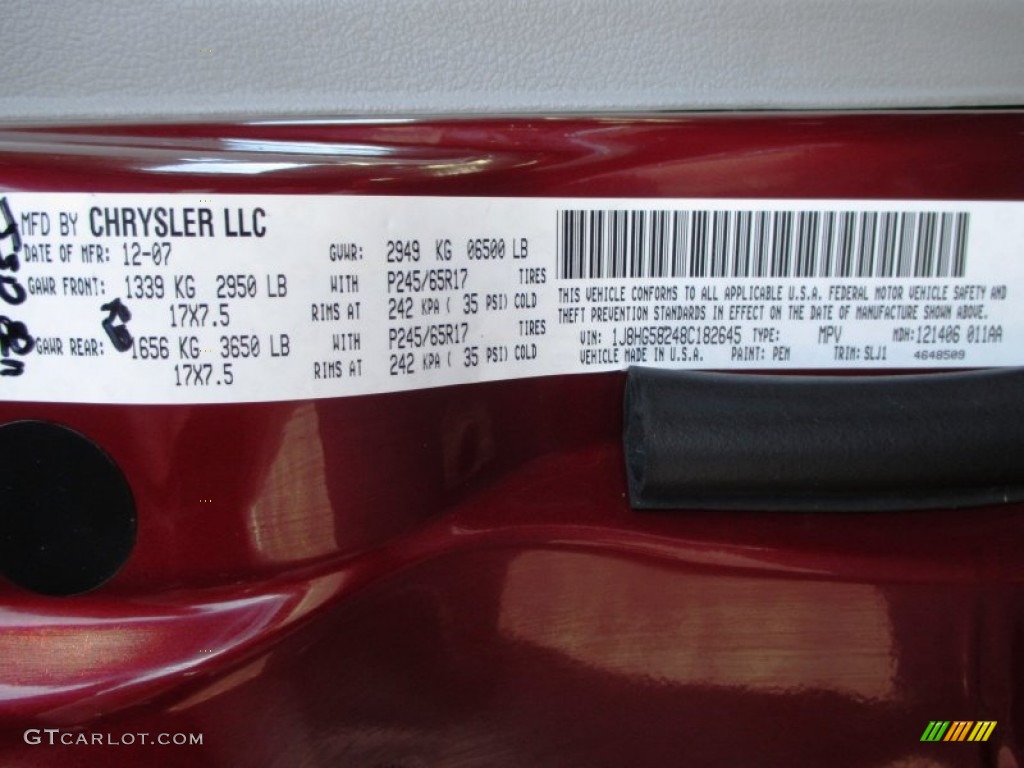 MFD BY CHRYSLER LLC
DATE OF MFR: 12-07 GVWR: 2949 KG 06500 LB
GAWR FRONT: 1339 KG 2950 LB WITH P245/65R17 TIRES
17X7.5 RIMS AT 242 KPA ( 35 PSI) COLD
GAWR REAR: 1656 KG 3650 LB WITH P245/65R17 TIRES
17X7.5 RIMS AT 242 KPA ( 35 PSI) COLD
THIS VEHICLE CONFORMS TO ALL APPLICABLE U.S.A. FEDERAL MOTOR VEHICLE SAFETY AND
THEFT PREVENTION STANDARDS IN EFFECT ON THE DATE OF MANUFACTURE SHOWN ABOVE.
VIN: 1J8HG58248C182645 TYPE: MPV MDH:121406 011AA
VEHICLE MADE IN U.S.A. PAINT: PEM TRIM: SLJ1 4648509
GTCARLOT.COM